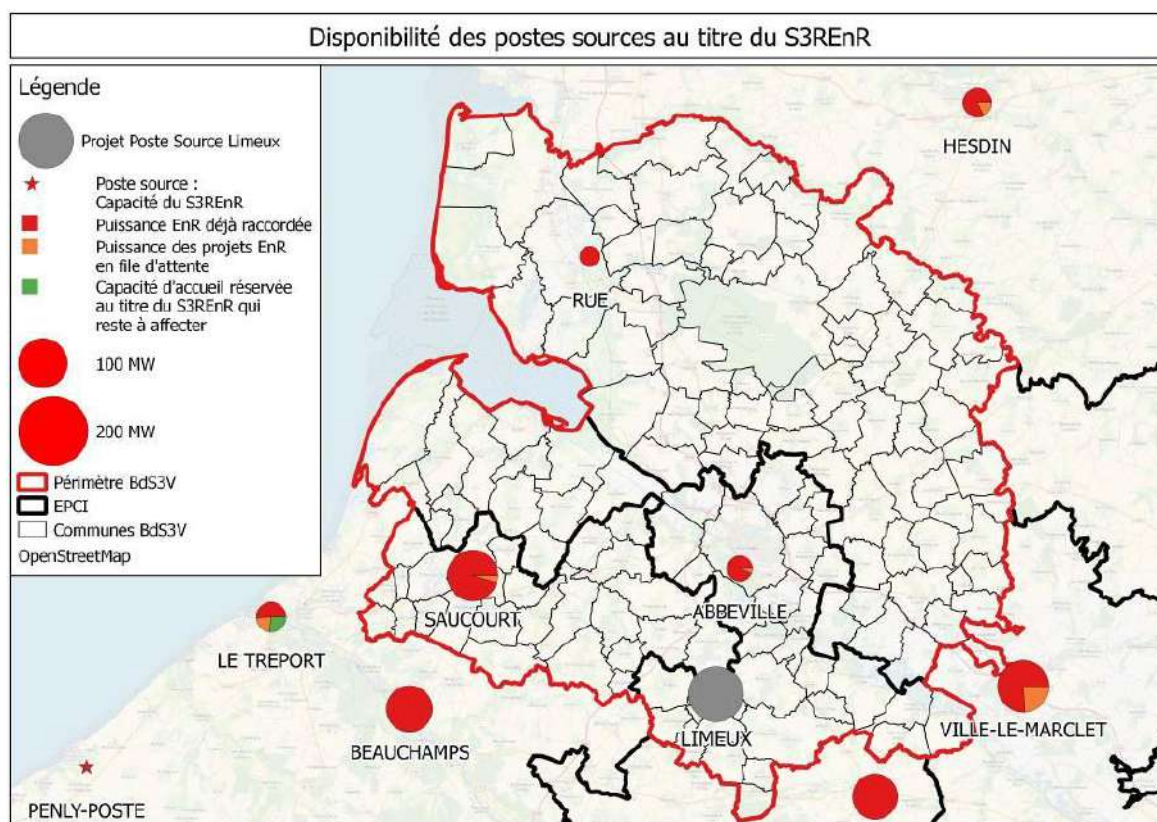 Disponibilité des postes sources au titre du S3REnR
Légende
Projet Poste Source Limeux
Poste source :
Capacité du S3REnR
Puissance EnR déjà raccordée
Puissance des projets EnR
en file d'attente
Capacité d'accueil réservée
au titre du S3REnR qui
reste à affecter
100 MW
200 MW
Périmètre BdS3V
EPCI
Communes BdS3V
OpenStreetMap
HESDIN
RUE
SAUCOURT
ABBEVILLE
LE TREPORT
BEAUCHAMPS
LIMEUX
VILLE-LE-MARCLET
PENLY-POSTE